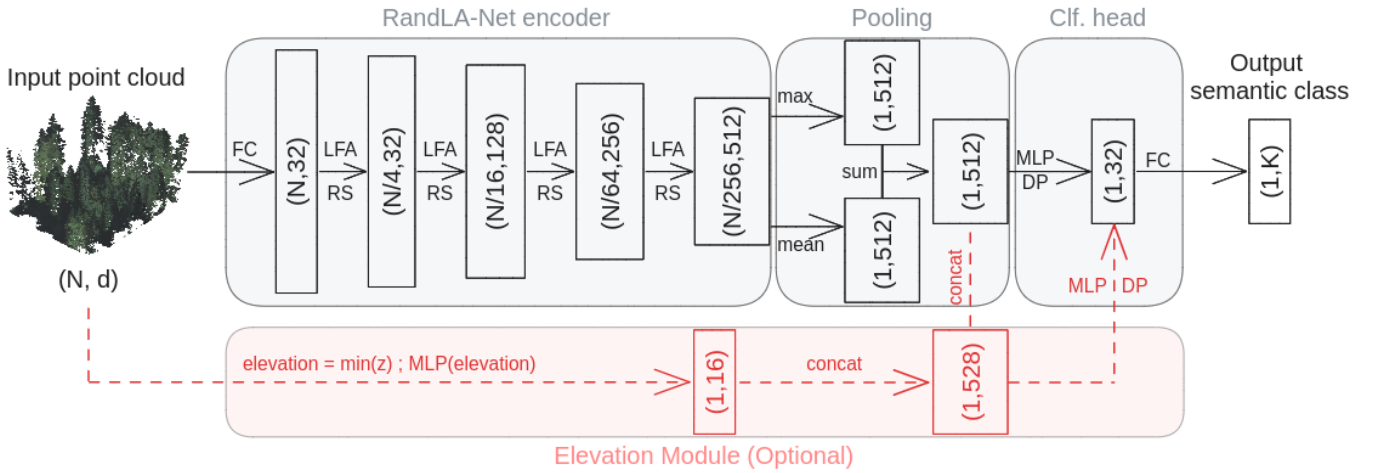 RandLA-Net encoder
Pooling
Clf. head
Input point cloud
(N, d)
FC
(N,32)
LFA
RS
(N/4,32)
LFA
RS
(N/16,128)
LFA
RS
(N/64,256)
LFA
RS
(N/256,512)
max
mean
(1,512)
(1,512)
sum
(1,512)
MLP
DP
(1,32)
FC
Output
semantic class
(1,K)
elevation = min(z) ; MLP(elevation)
(1,16)
concat
concat
(1,528)
MLP
DP
Elevation Module (Optional)